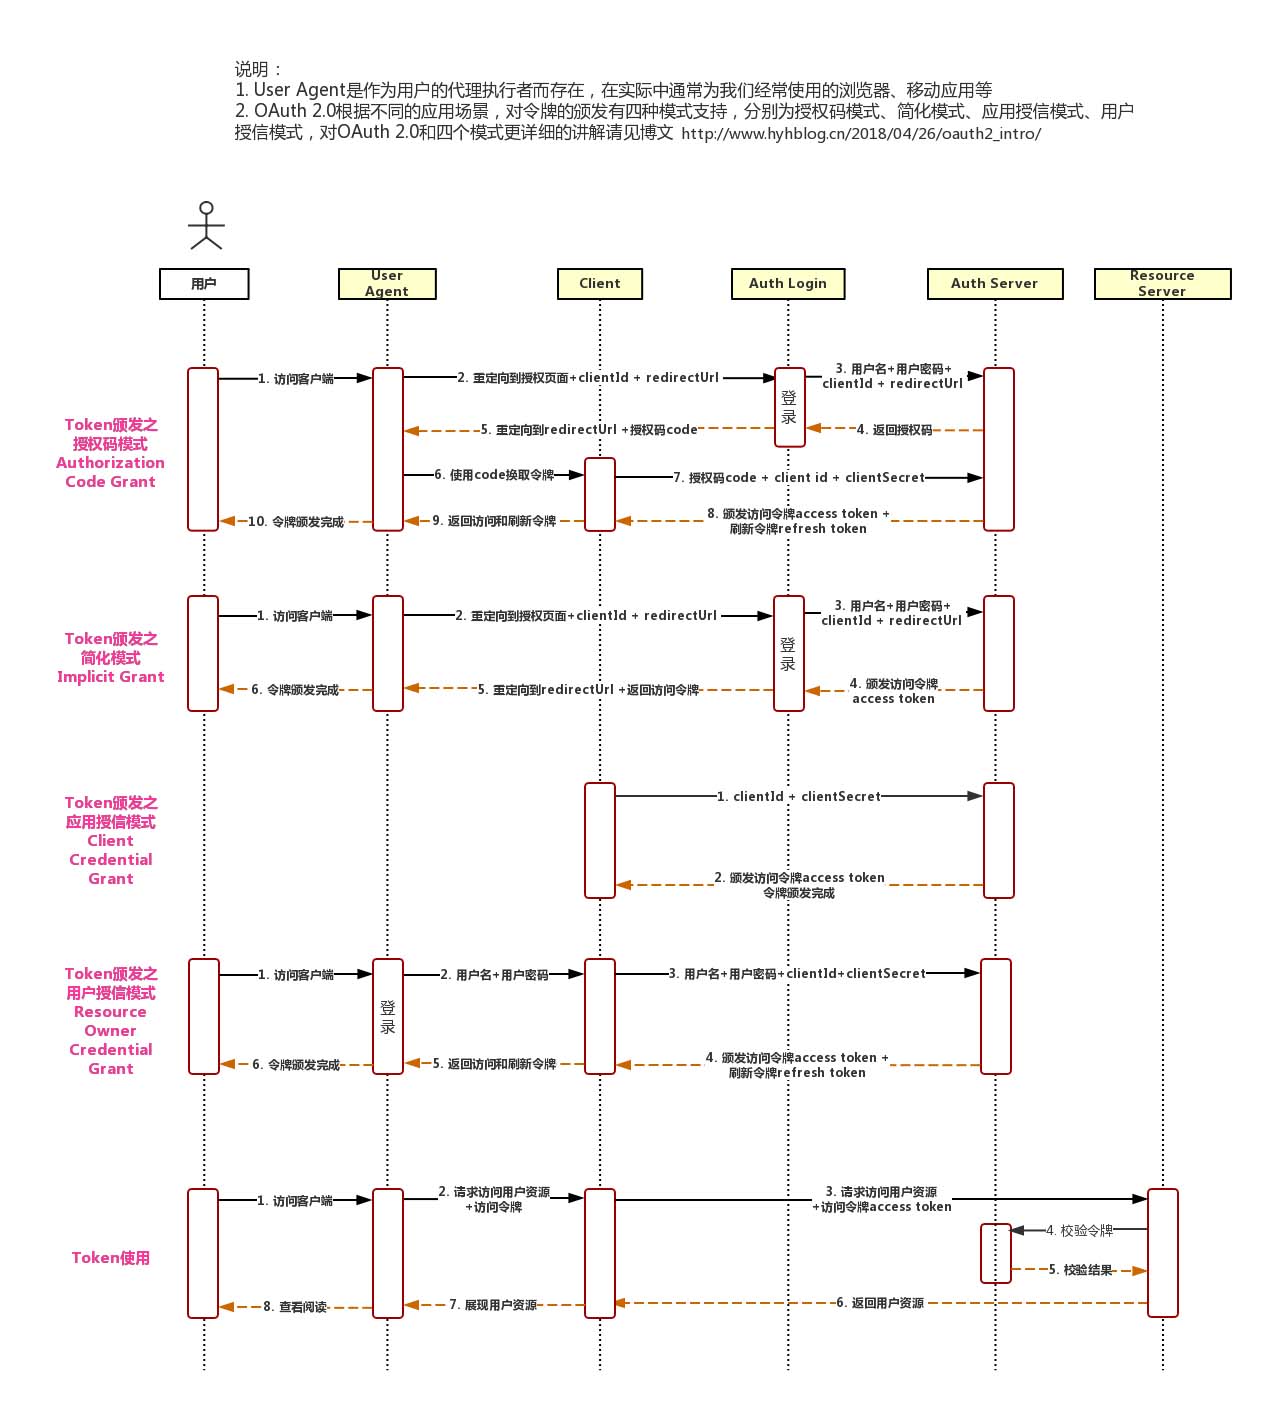 说明：
1. User Agent是作为用户的代理执行者而存在，在实际中通常为我们经常使用的浏览器、移动应用等
2. OAuth 2.0根据不同的应用场景，对令牌的颁发有四种模式支持，分别为授权码模式、简化模式、应用授信模式、用户
授信模式，对OAuth 2.0和四个模式更详细的讲解请见博文 http://www.hyhblog.cn/2018/04/26/oauth2_intro/
用户
User
Agent
Client
Auth Login
Auth Server
Resource
Server
Token颁发之
授权码模式
Authorization
Code Grant
1. 访问客户端
2. 重定向到授权页面+clientId + redirectUrl
登
录
3. 用户名+用户密码+
clientId + redirectUrl
4. 返回授权码
5. 重定向到redirectUrl +授权码code
6. 使用code换取令牌
7. 授权码code + client id + clientSecret
8. 颁发访问令牌access token +
刷新令牌refresh token
9. 返回访问和刷新令牌
10. 令牌颁发完成
Token颁发之
简化模式
Implicit Grant
1. 访问客户端
2. 重定向到授权页面+clientId + redirectUrl
登
录
3. 用户名+用户密码+
clientId + redirectUrl
4. 颁发访问令牌
access token
5. 重定向到redirectUrl +返回访问令牌
6. 令牌颁发完成
Token颁发之
应用授信模式
Client
Credential
Grant
1. clientId + clientSecret
2. 颁发访问令牌access token
令牌颁发完成
Token颁发之
用户授信模式
Resource
Owner
Credential
Grant
1. 访问客户端
登
录
2. 用户名+用户密码
3. 用户名+用户密码+clientId+clientSecret
4. 颁发访问令牌access token +
刷新令牌refresh token
5. 返回访问和刷新令牌
6. 令牌颁发完成
Token使用
1. 访问客户端
2. 请求访问用户资源
+访问令牌
3. 请求访问用户资源
+访问令牌access token
4. 校验令牌
5. 校验结果
6. 返回用户资源
7. 展现用户资源
8. 查看阅读